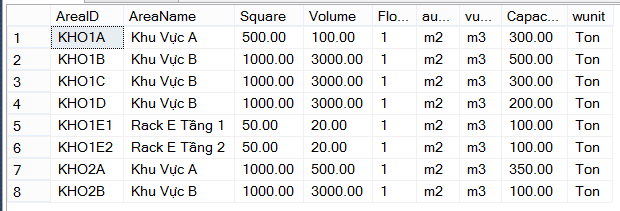 AreaID AreaName Square Volume Flo... au... vu... Capac... wunit
1 KHO1A Khu Vực A 500.00 100.00 1 m2 m3 300.00 Ton
2 KHO1B Khu Vực B 1000.00 3000.00 1 m2 m3 500.00 Ton
3 KHO1C Khu Vực B 1000.00 3000.00 1 m2 m3 300.00 Ton
4 KHO1D Khu Vực B 1000.00 3000.00 1 m2 m3 200.00 Ton
5 KHO1E1 Rack E Tầng 1 50.00 20.00 1 m2 m3 100.00 Ton
6 KHO1E2 Rack E Tầng 2 50.00 20.00 1 m2 m3 100.00 Ton
7 KHO2A Khu Vực A 1000.00 500.00 1 m2 m3 350.00 Ton
8 KHO2B Khu Vực B 1000.00 3000.00 1 m2 m3 100.00 Ton